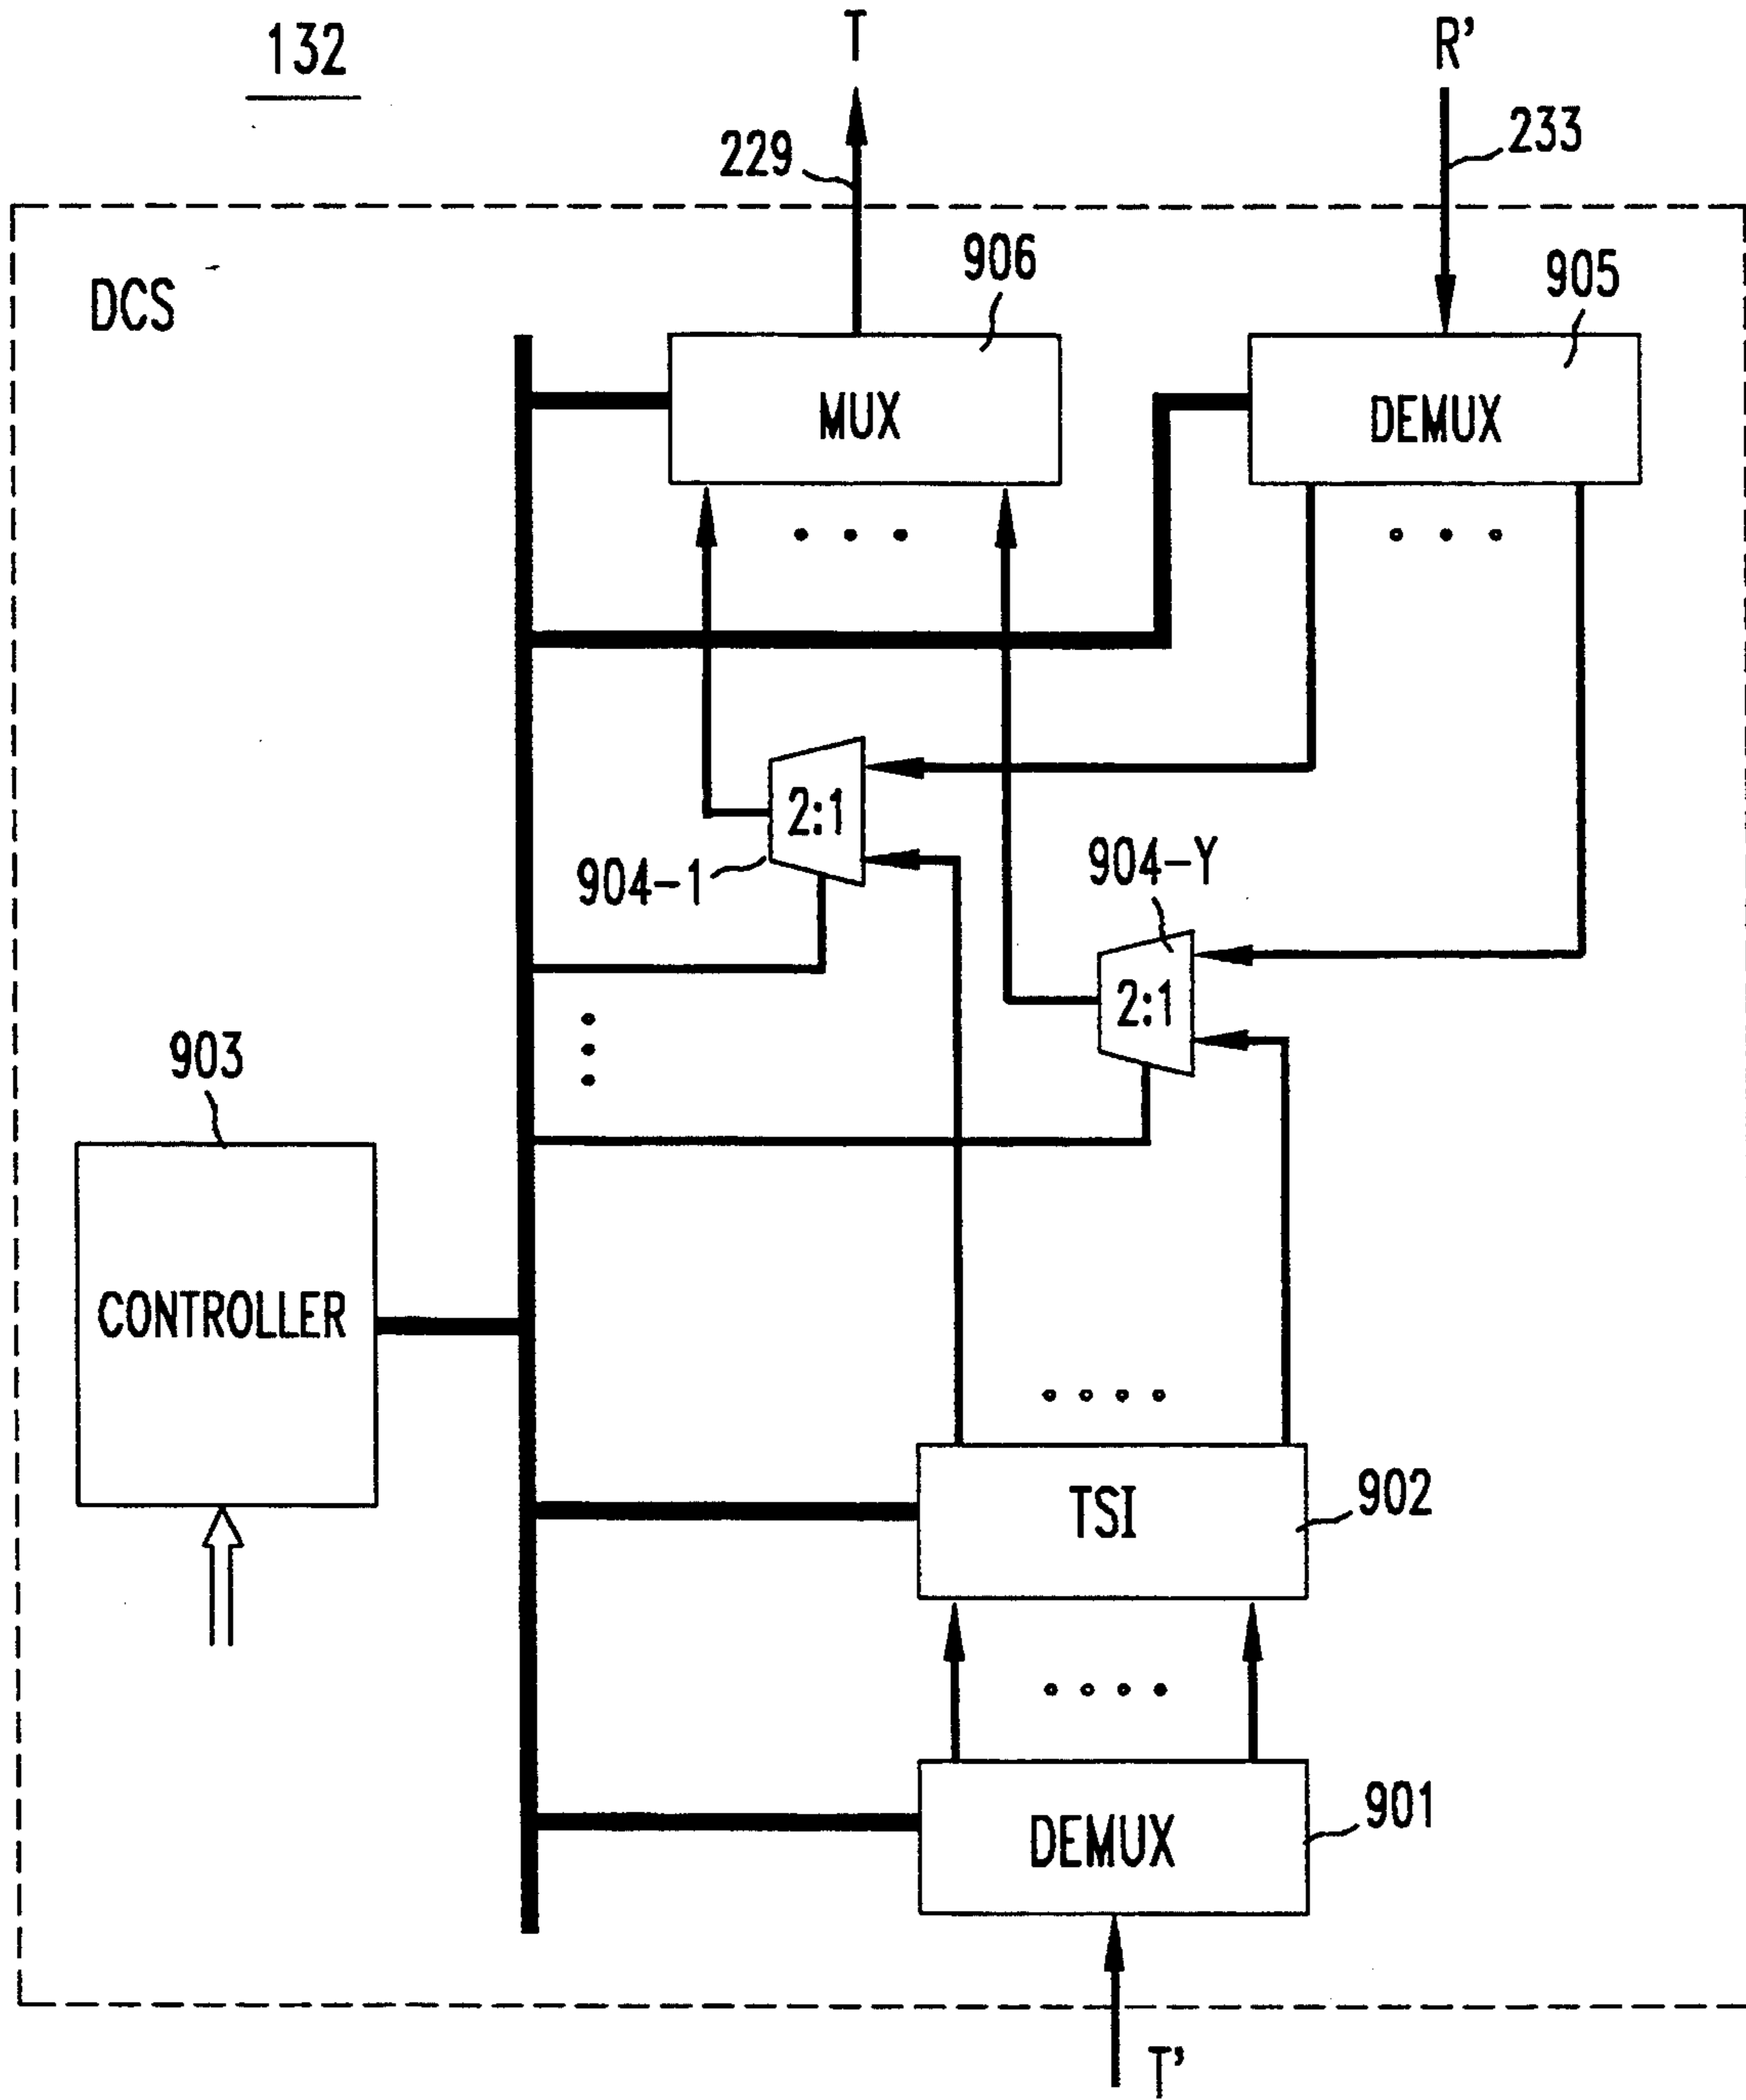 132
T
R'
229
233
DCS
906
905
MUX
DEMUX
2:1
904-1
904-Y
2:1
903
CONTROLLER
TSI
902
DEMUX
901
T'